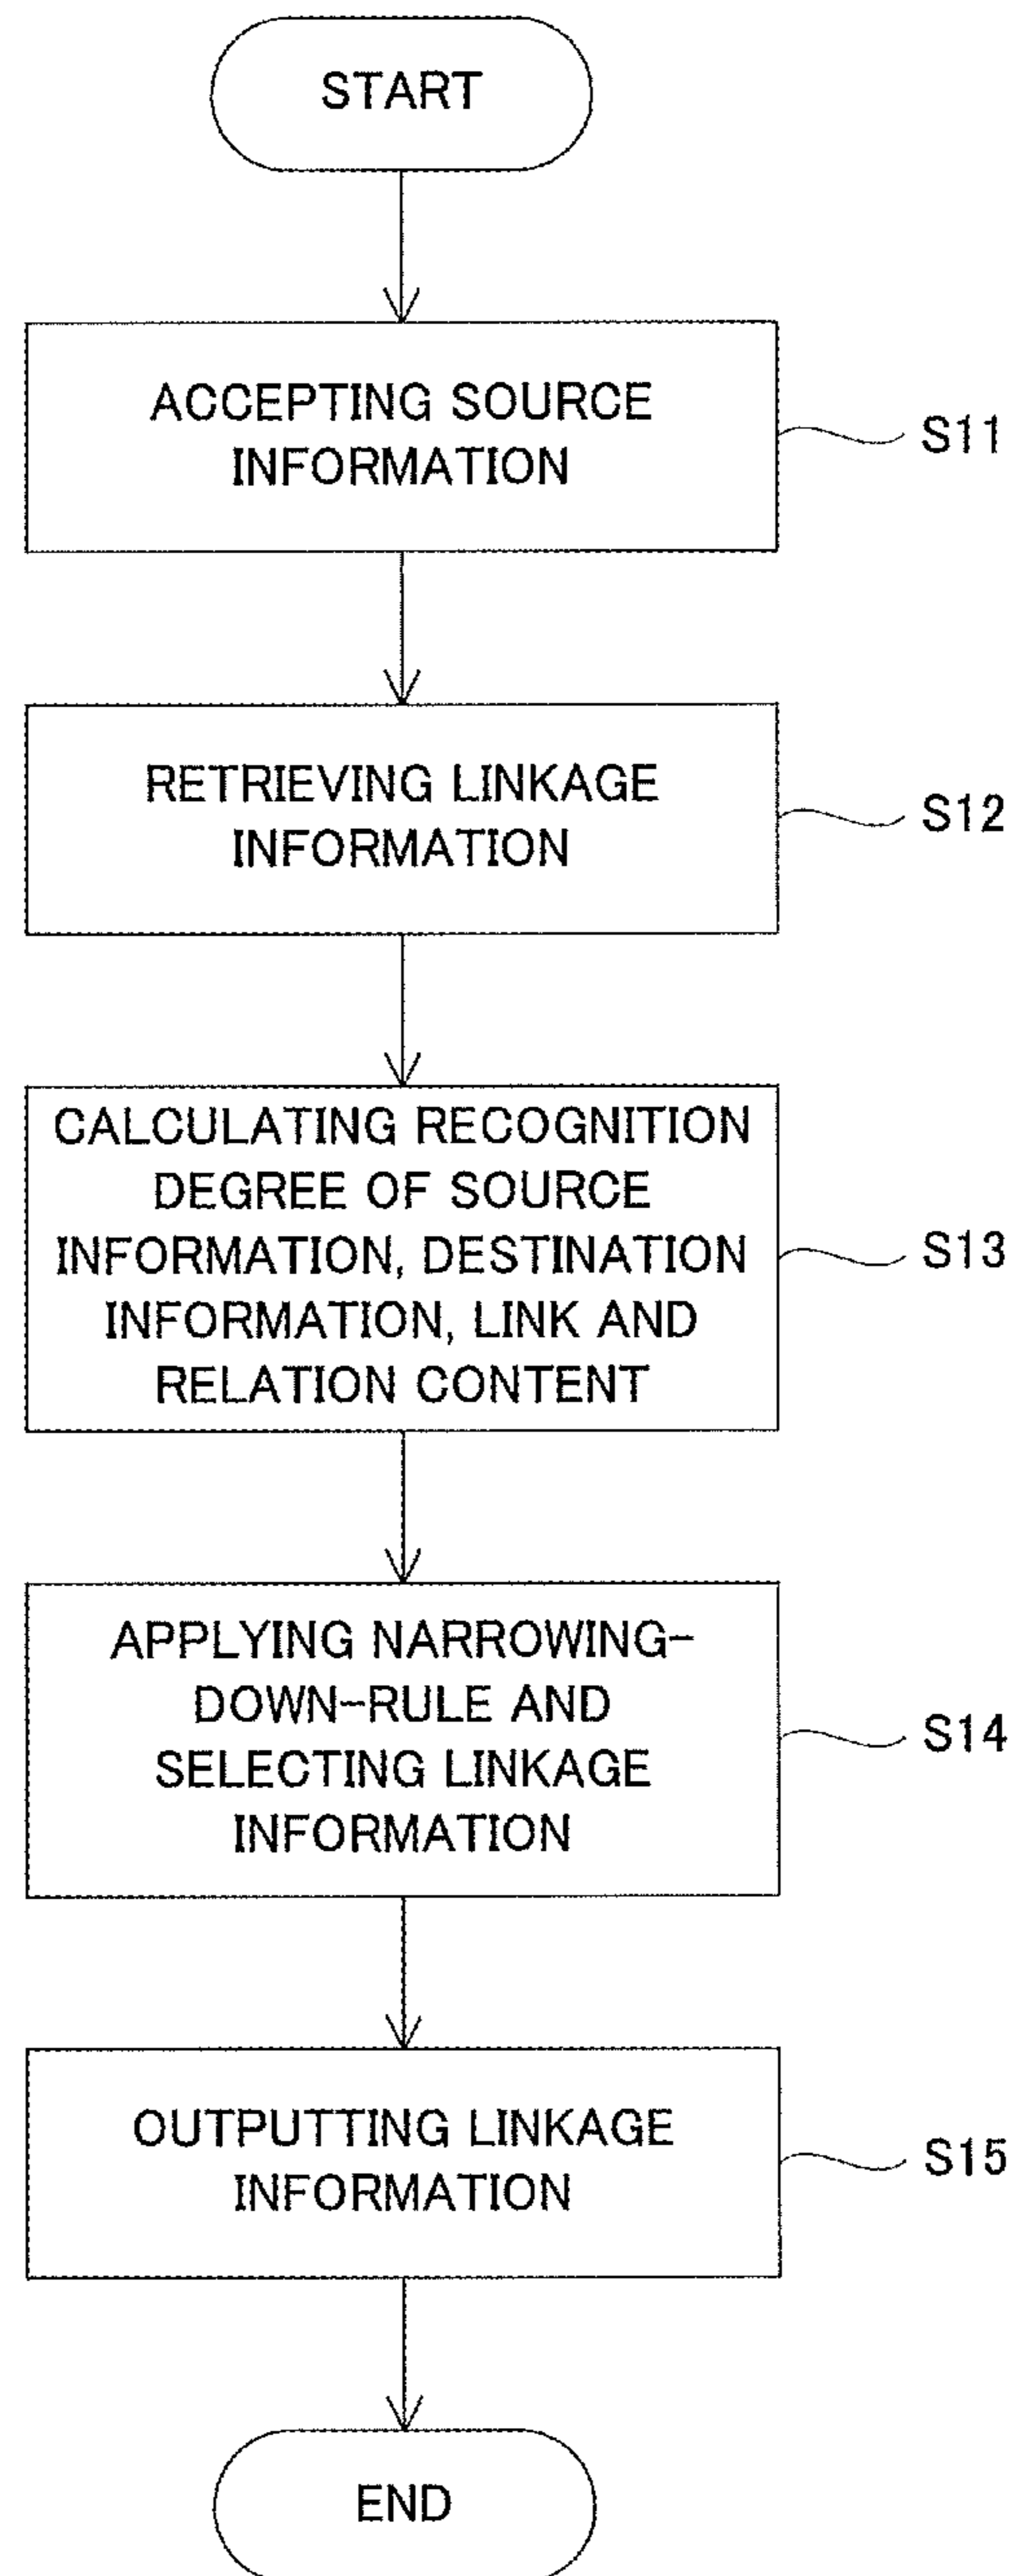 START
ACCEPTING SOURCE
INFORMATION
S11
RETRIEVING LINKAGE
INFORMATION
S12
CALCULATING RECOGNITION
DEGREE OF SOURCE
INFORMATION, DESTINATION
INFORMATION, LINK AND
RELATION CONTENT
S13
APPLYING NARROWING-
DOWN-RULE AND
SELECTING LINKAGE
INFORMATION
S14
OUTPUTTING LINKAGE
INFORMATION
S15
END